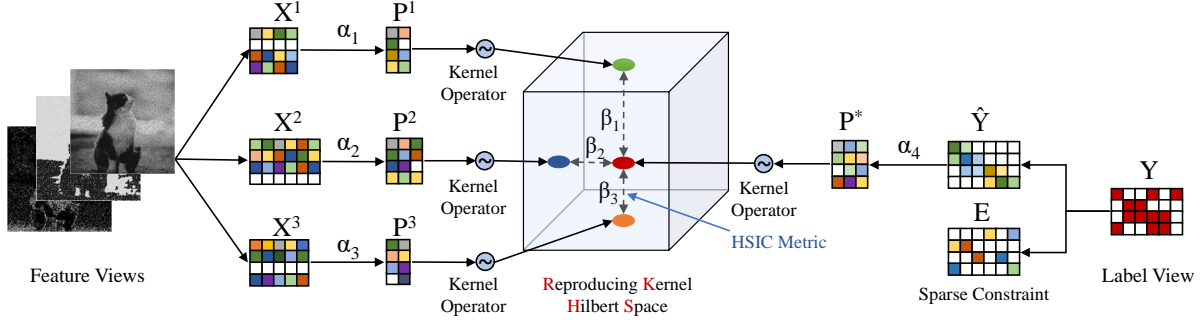 X¹
α₁
P¹
Kernel
Operator
X²
α₂
P²
Kernel
Operator
X³
α₃
P³
Kernel
Operator
Feature Views
β₁
β₂
β₃
HSIC Metric
Reproducing Kernel
Hilbert Space
Kernel
Operator
P*
α₄
Ŷ
E
Sparse Constraint
Y
Label View